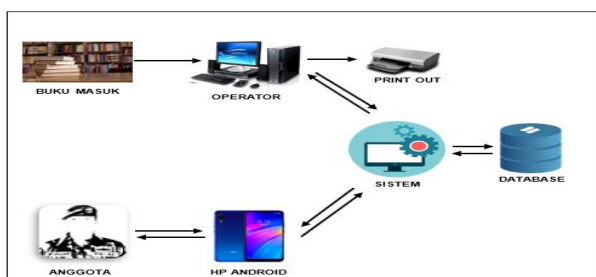 BUKU MASUK
OPERATOR
PRINT OUT
SISTEM
DATABASE
ANGGOTA
HP ANDROID